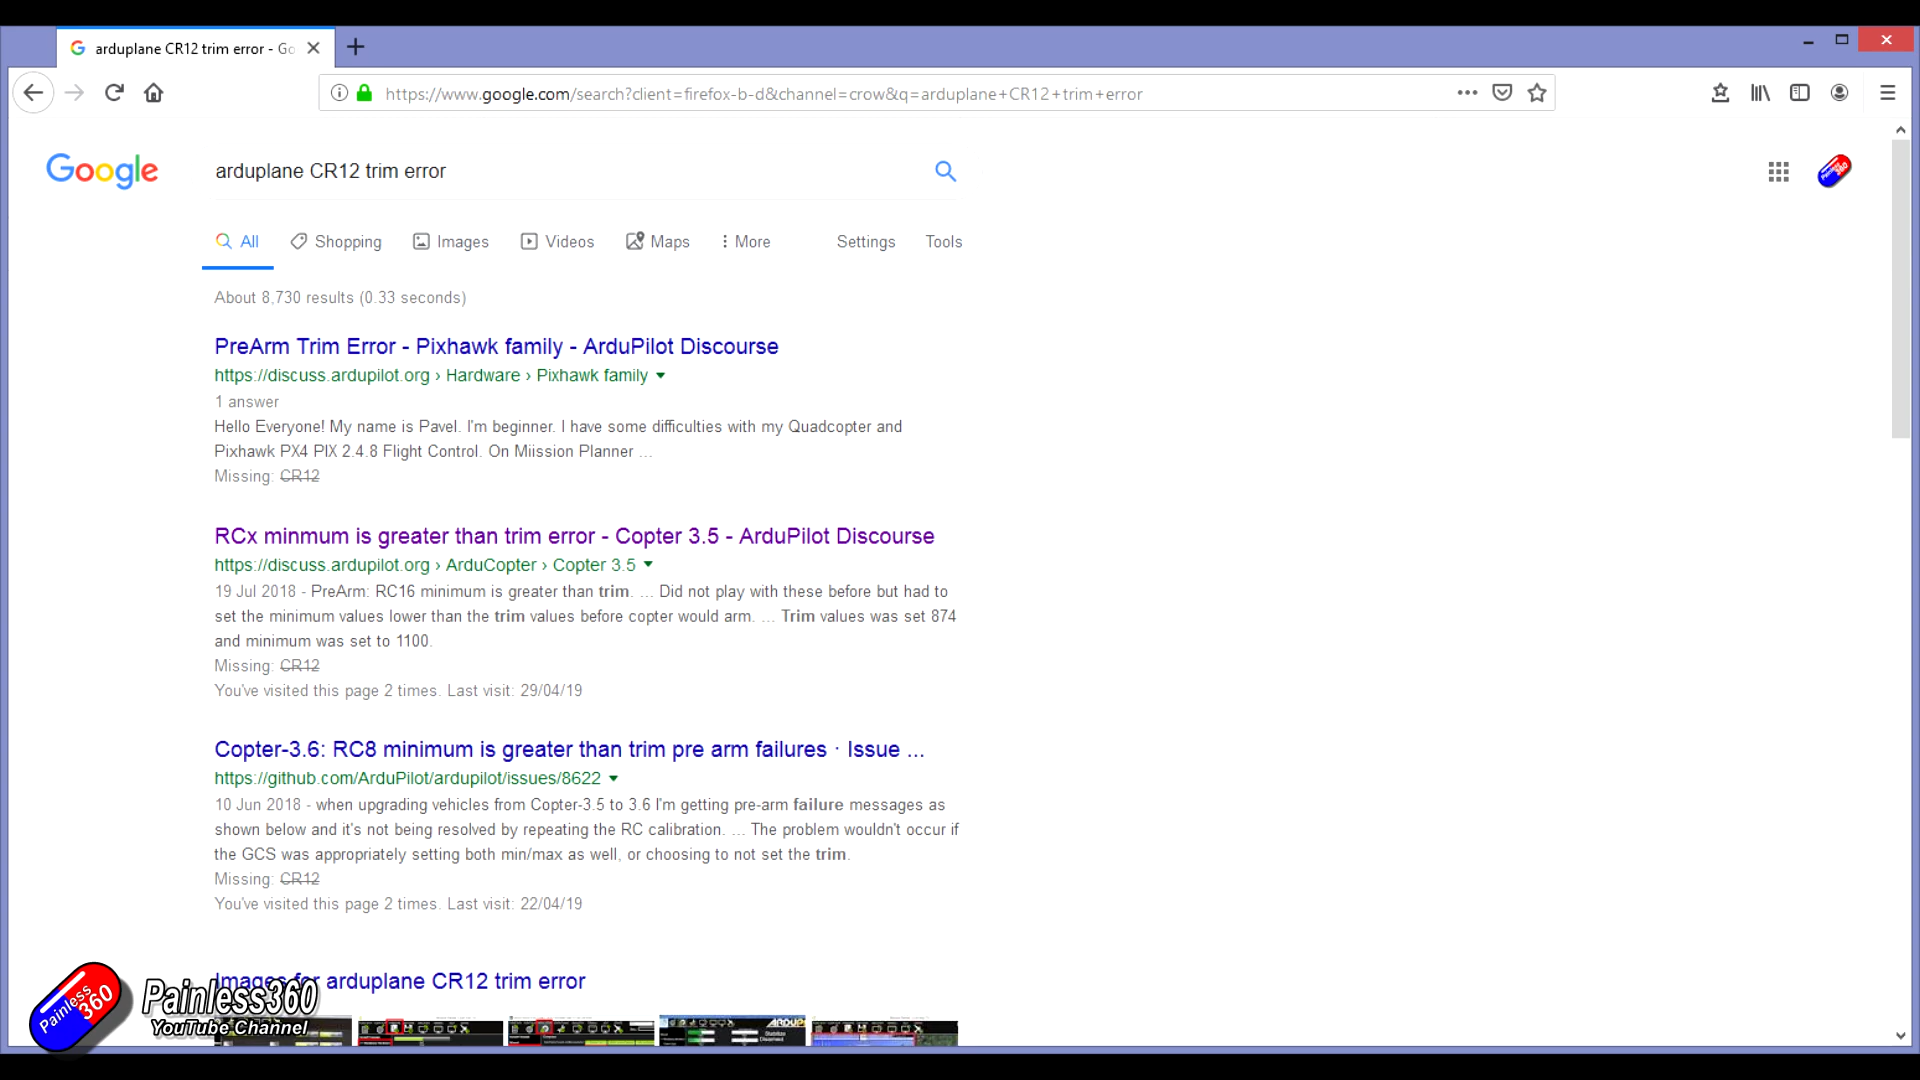 arduplane CR12 trim error - Go
https://www.google.com/search?client=firefox-b-d&channel=crow&q=arduplane+CR12+trim+error
Google
arduplane CR12 trim error
All Shopping Images Videos Maps More Settings Tools
About 8,730 results (0.33 seconds)
PreArm Trim Error - Pixhawk family - ArduPilot Discourse
https://discuss.ardupilot.org › Hardware › Pixhawk family
1 answer
Hello Everyone! My name is Pavel. I'm beginner. I have some difficulties with my Quadcopter and
Pixhawk PX4 PIX 2.4.8 Flight Control. On Miission Planner ...
Missing: CR12
RCx minmum is greater than trim error - Copter 3.5 - ArduPilot Discourse
https://discuss.ardupilot.org › ArduCopter › Copter 3.5
19 Jul 2018 - PreArm: RC16 minimum is greater than trim. ... Did not play with these before but had to
set the minimum values lower than the trim values before copter would arm. ... Trim values was set 874
and minimum was set to 1100.
Missing: CR12
You've visited this page 2 times. Last visit: 29/04/19
Copter-3.6: RC8 minimum is greater than trim pre arm failures · Issue ...
https://github.com/ArduPilot/ardupilot/issues/8622
10 Jun 2018 - when upgrading vehicles from Copter-3.5 to 3.6 I'm getting pre-arm failure messages as
shown below and it's not being resolved by repeating the RC calibration. ... The problem wouldn't occur if
the GCS was appropriately setting both min/max as well, or choosing to not set the trim.
Missing: CR12
You've visited this page 2 times. Last visit: 22/04/19
Images for arduplane CR12 trim error
Painless 360
Painless360
YouTube Channel